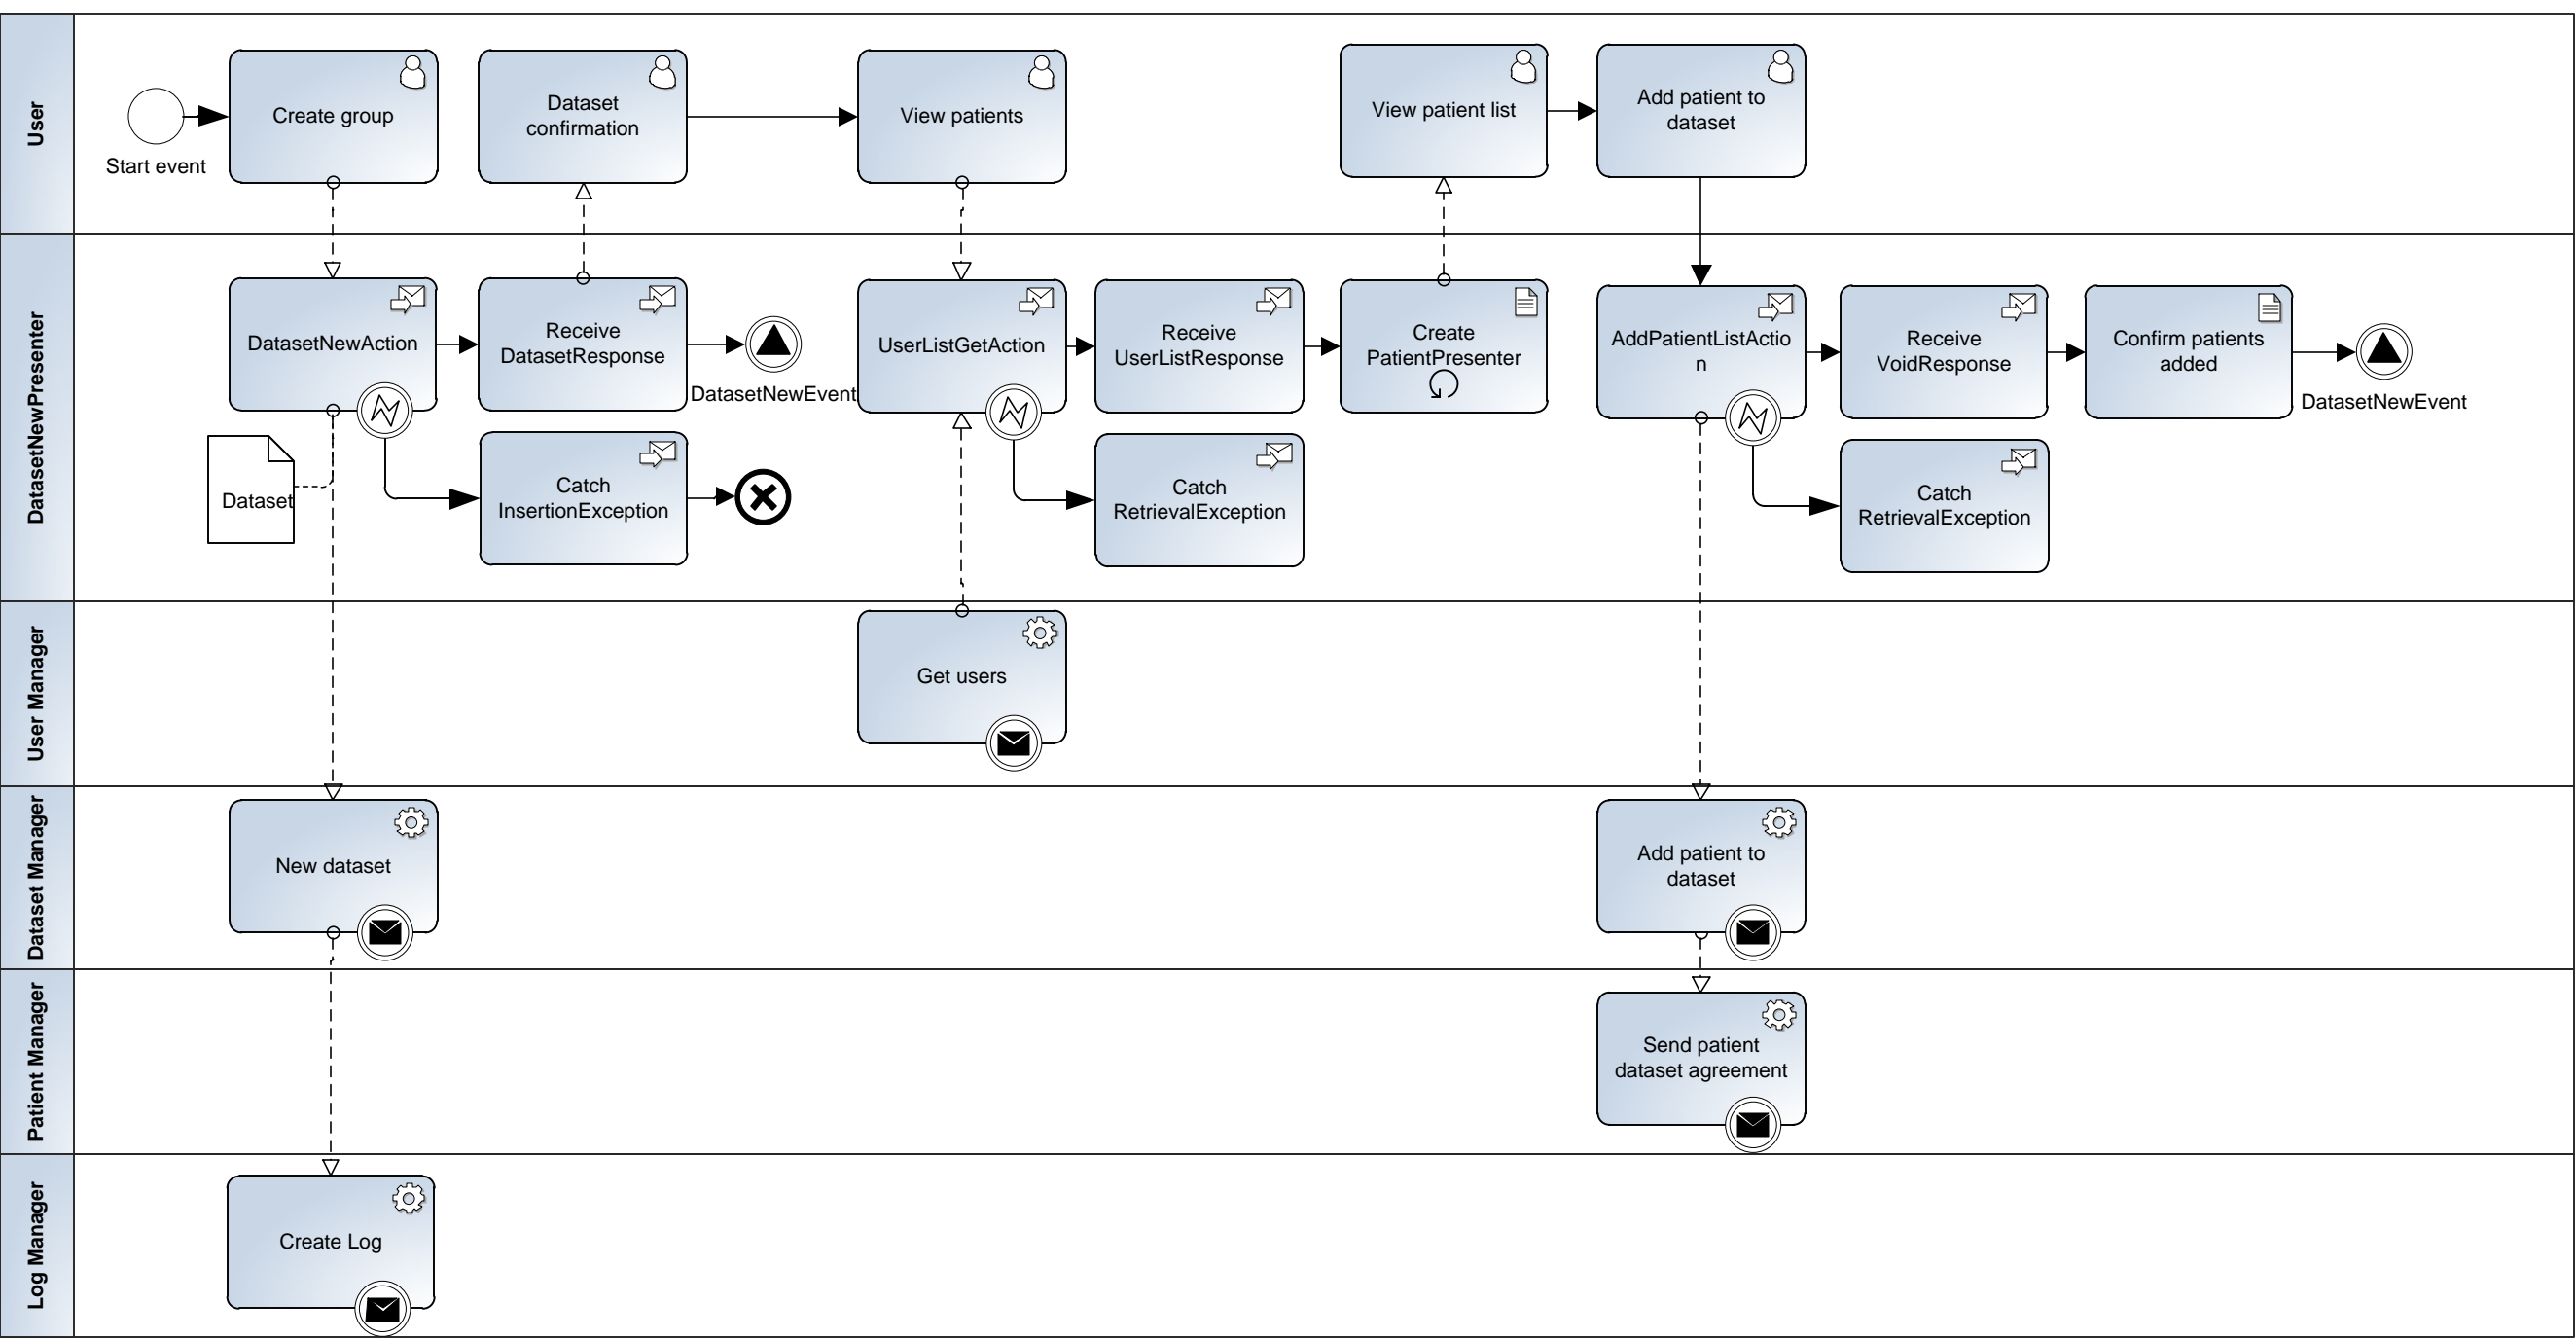 User
Start event
Create group
Dataset
confirmation
View patients
View patient list
Add patient to
dataset
DatasetNewPresenter
DatasetNewAction
Receive
DatasetResponse
DatasetNewEvent
UserListGetAction
Receive
UserListResponse
Create
PatientPresenter
AddPatientListActio
n
Receive
VoidResponse
Confirm patients
added
DatasetNewEvent
Dataset
Catch
InsertionException
Catch
RetrievalException
Catch
RetrievalException
User Manager
Get users
Dataset Manager
New dataset
Add patient to
dataset
Patient Manager
Send patient
dataset agreement
Log Manager
Create Log